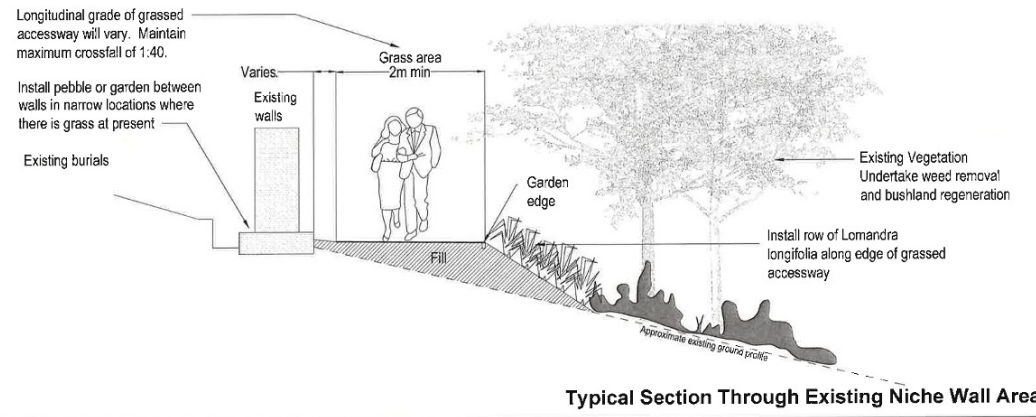 Longitudinal grade of grassed
accessway will vary. Maintain
maximum crossfall of 1:40.
Grass area
2m min
Varies.
Install pebble or garden between
walls in narrow locations where
there is grass at present
Existing
walls
Existing burials
Garden
edge
Fill
Existing Vegetation
Undertake weed removal
and bushland regeneration
Install row of Lomandra
longifolia along edge of grassed
accessway
Approximate existing ground profile
Typical Section Through Existing Niche Wall Area